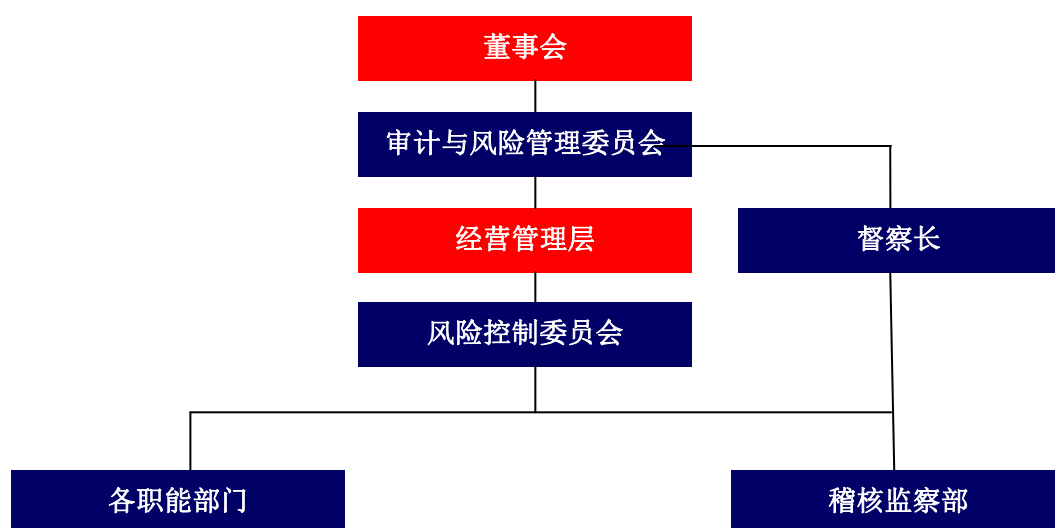 董事会
审计与风险管理委员会
经营管理层
督察长
风险控制委员会
各职能部门
稽核监察部